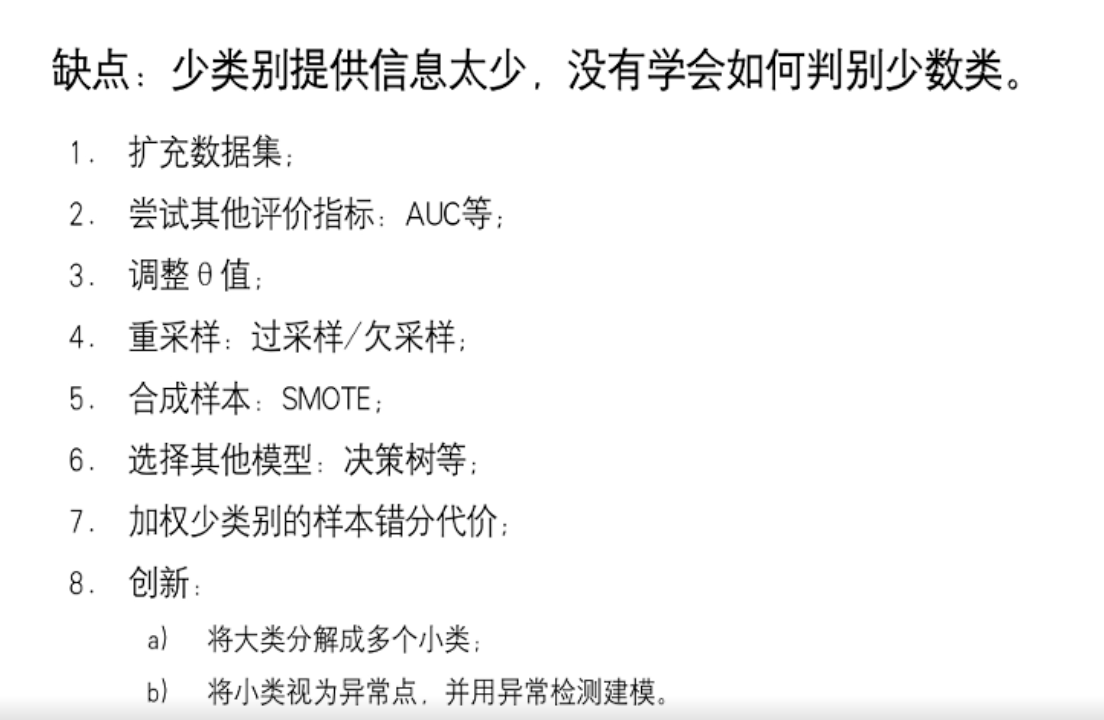 缺点：少类别提供信息太少，没有学会如何判别少数类。
1. 扩充数据集；
2. 尝试其他评价指标：AUC等；
3. 调整θ值；
4. 重采样：过采样/欠采样；
5. 合成样本：SMOTE；
6. 选择其他模型：决策树等；
7. 加权少类别的样本错分代价；
8. 创新：
a) 将大类分解成多个小类；
b) 将小类视为异常点，并用异常检测建模。